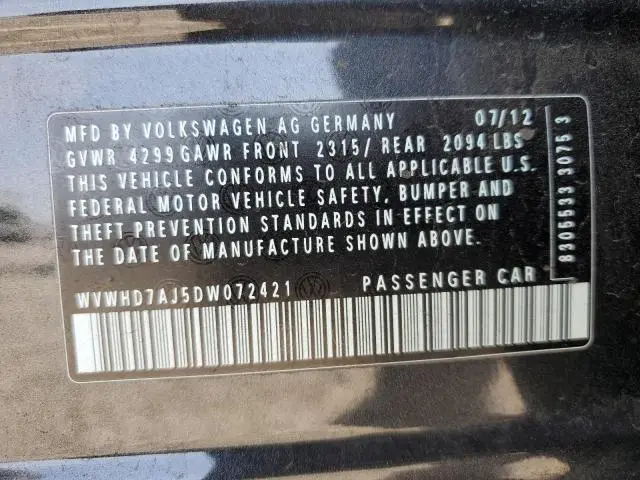 MFD BY VOLKSWAGEN AG GERMANY 07/12
GVWR 4299 GAWR FRONT 2315/ REAR 2094 LBS
THIS VEHICLE CONFORMS TO ALL APPLICABLE U.S.
FEDERAL MOTOR VEHICLE SAFETY, BUMPER AND
THEFT PREVENTION STANDARDS IN EFFECT ON
THE DATE OF MANUFACTURE SHOWN ABOVE.
WVWHD7AJ5DW072421 PASSENGER CAR
8305533 3075 3